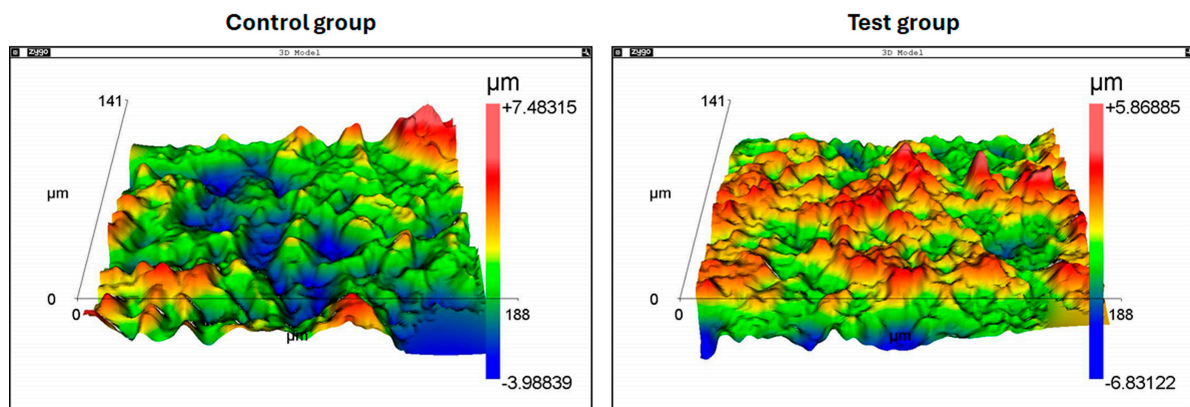 Control group
Test group
zygo
3D Model
µm
+7.48315
141
µm
0
0
188
µm
-3.98839
zygo
3D Model
µm
+5.86885
141
µm
0
0
188
µm
-6.83122